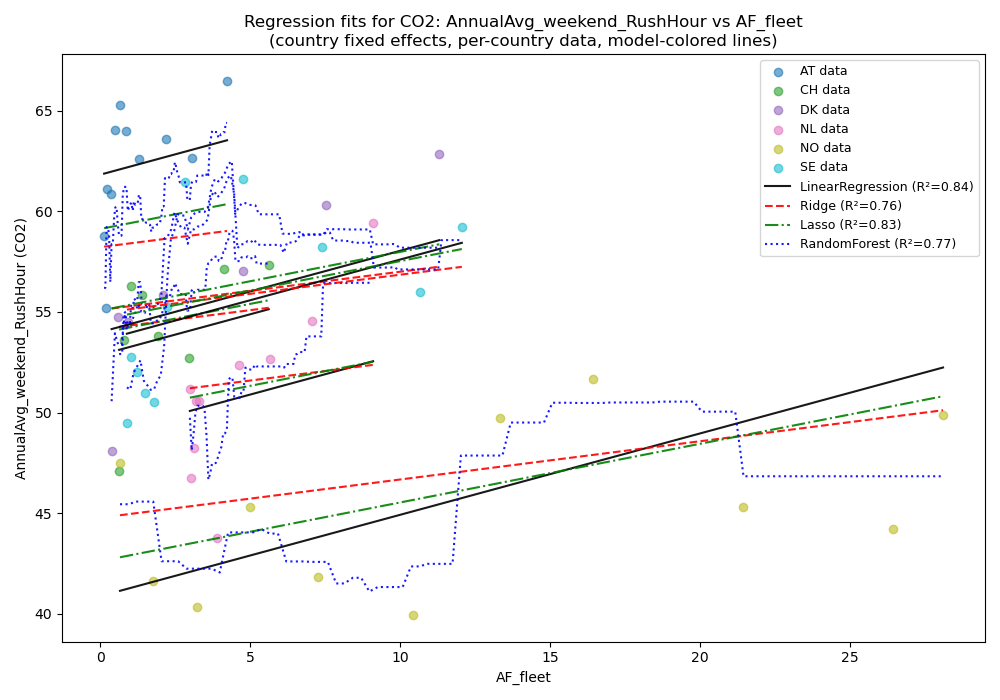 Regression fits for CO2: AnnualAvg_weekend_RushHour vs AF_fleet
(country fixed effects, per-country data, model-colored lines)
AT data
CH data
DK data
NL data
NO data
SE data
LinearRegression (R²=0.84)
Ridge (R²=0.76)
Lasso (R²=0.83)
RandomForest (R²=0.77)
AnnualAvg_weekend_RushHour (CO2)
65
60
55
50
45
40
0
5
10
15
20
25
AF_fleet